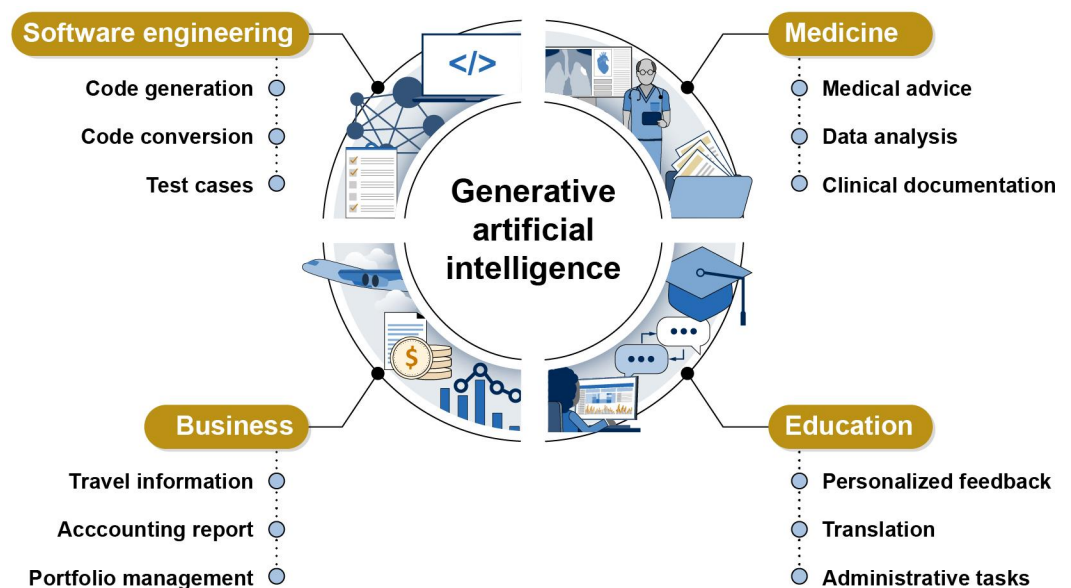 Software engineering
Code generation
Code conversion
Test cases
</>
Medicine
Medical advice
Data analysis
Clinical documentation
Generative
artificial
intelligence
$
Business
Travel information
Acccounting report
Portfolio management
Education
Personalized feedback
Translation
Administrative tasks